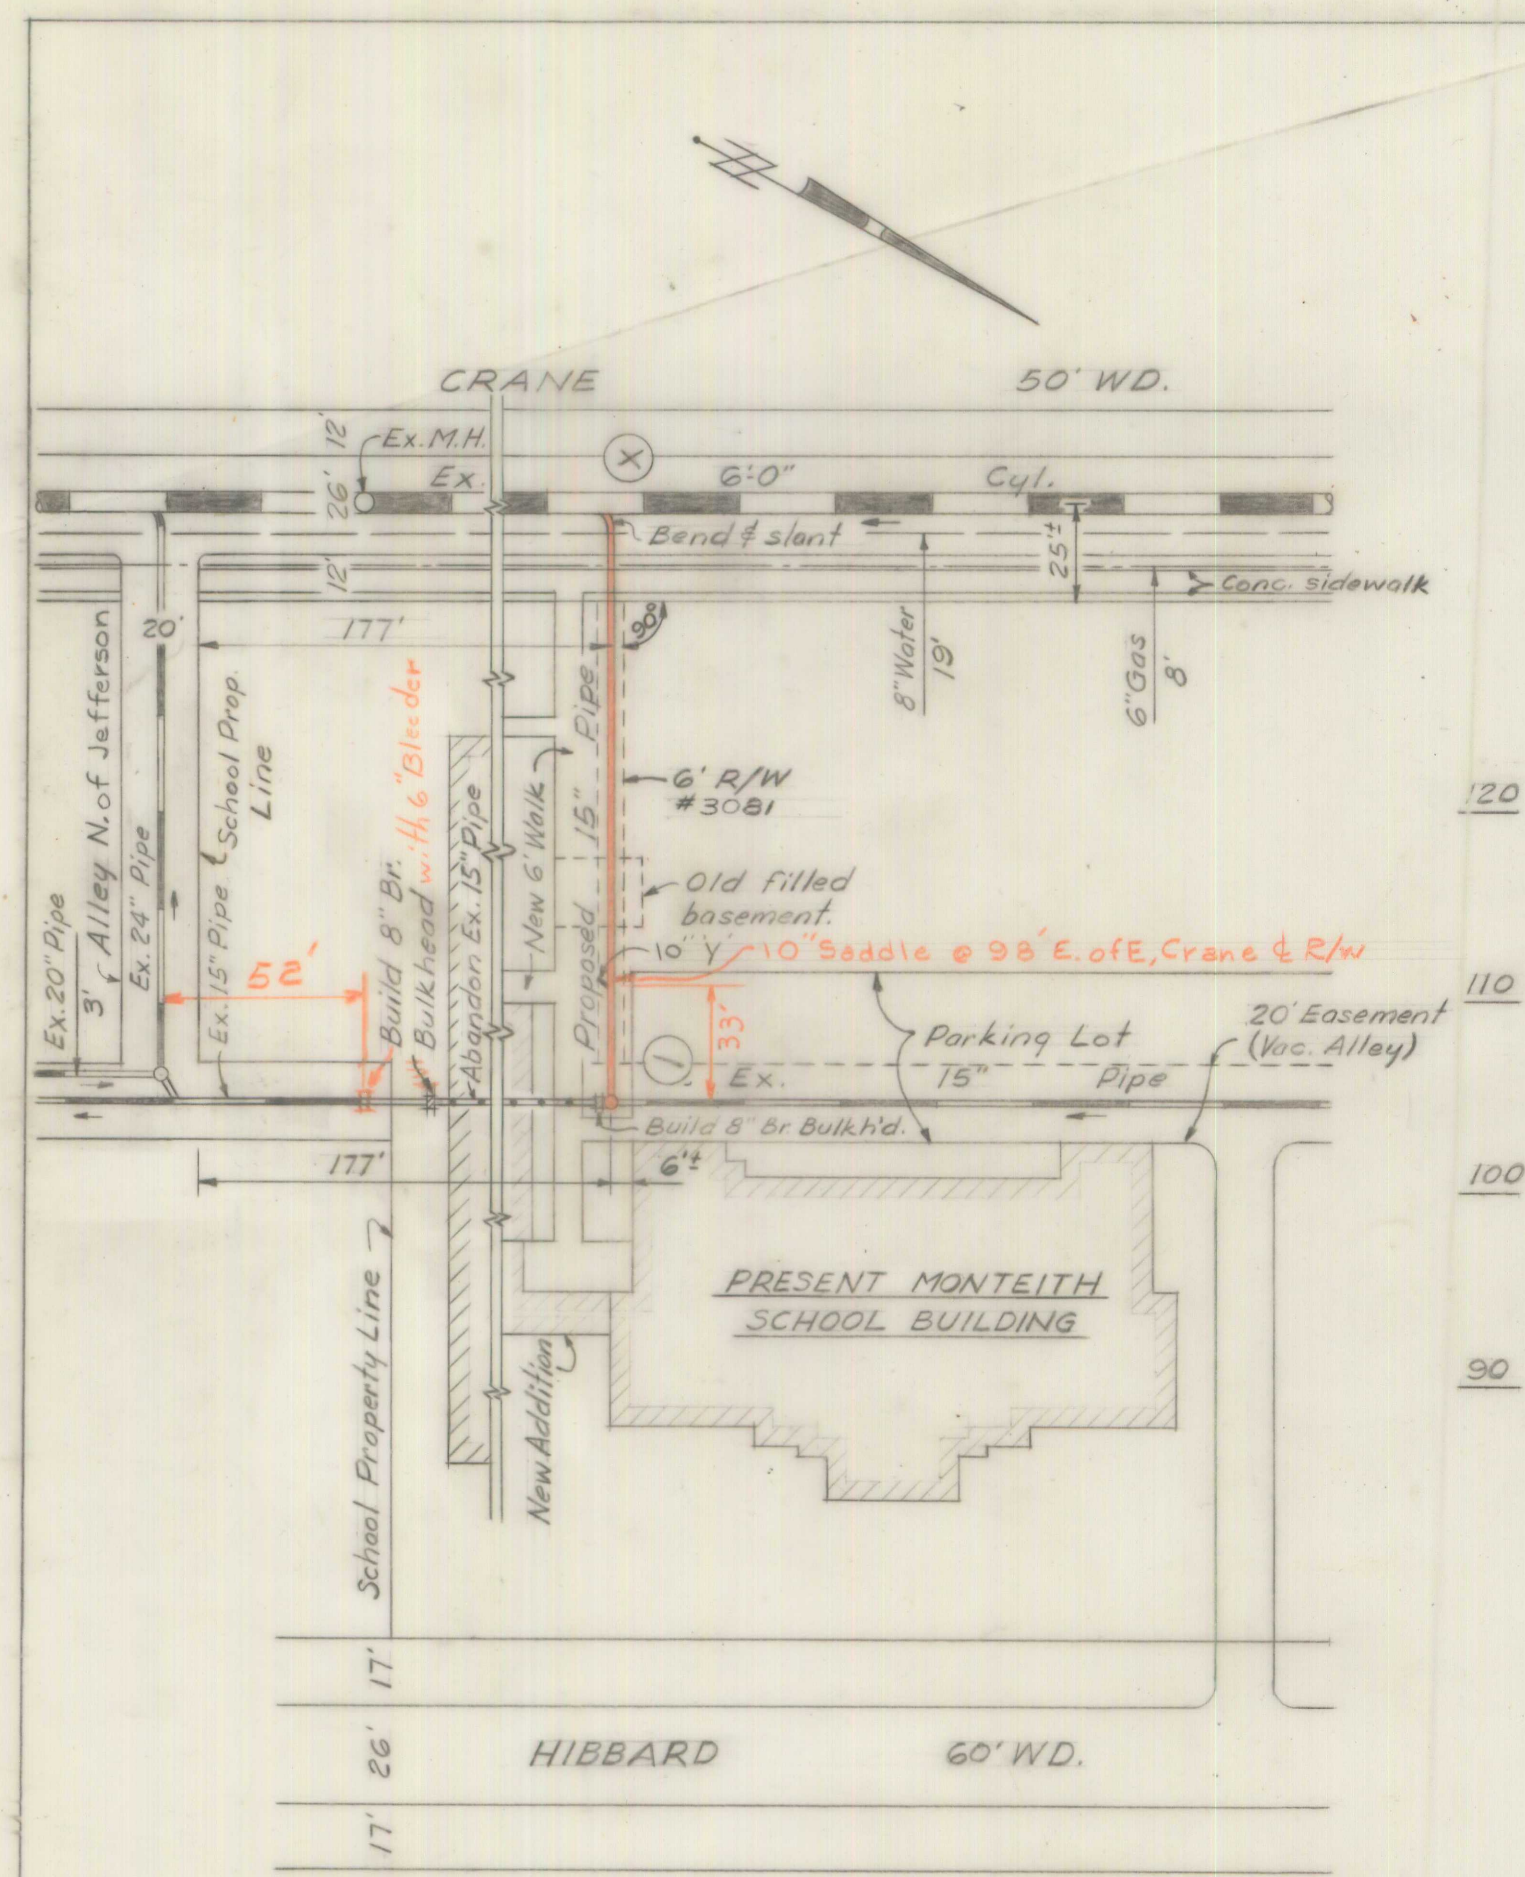 CRANE 50' WD.
12'
Ex. M.H.
X
26'
Ex. 6'-0" Cyl.
Bend & slant
12'
25'±
Conc. sidewalk
20'
177'
90°
8" Water
19'
6" Gas
8'
Alley N. of Jefferson
School Prop.
Line
with 6" Bleeder
Build 8" Br.
Bulkhead
Abandon Ex. 15" Pipe
New 6' Walk
Proposed 15" Pipe
6' R/W
#3081
Old filled
basement.
10" 'Y'
10" Saddle @ 98' E. of E, Crane & R/W
120
110
100
90
Ex. 20" Pipe
3'
Ex. 24" Pipe
Ex. 15" Pipe
52'
33'
1
Parking Lot
20' Easement
(Vac. Alley)
Ex. 15" Pipe
Build 8" Br. Bulkh'd.
177'
6'±
PRESENT MONTEITH
SCHOOL BUILDING
New Addition
School Property Line
17'
26'
HIBBARD 60' WD.
17'